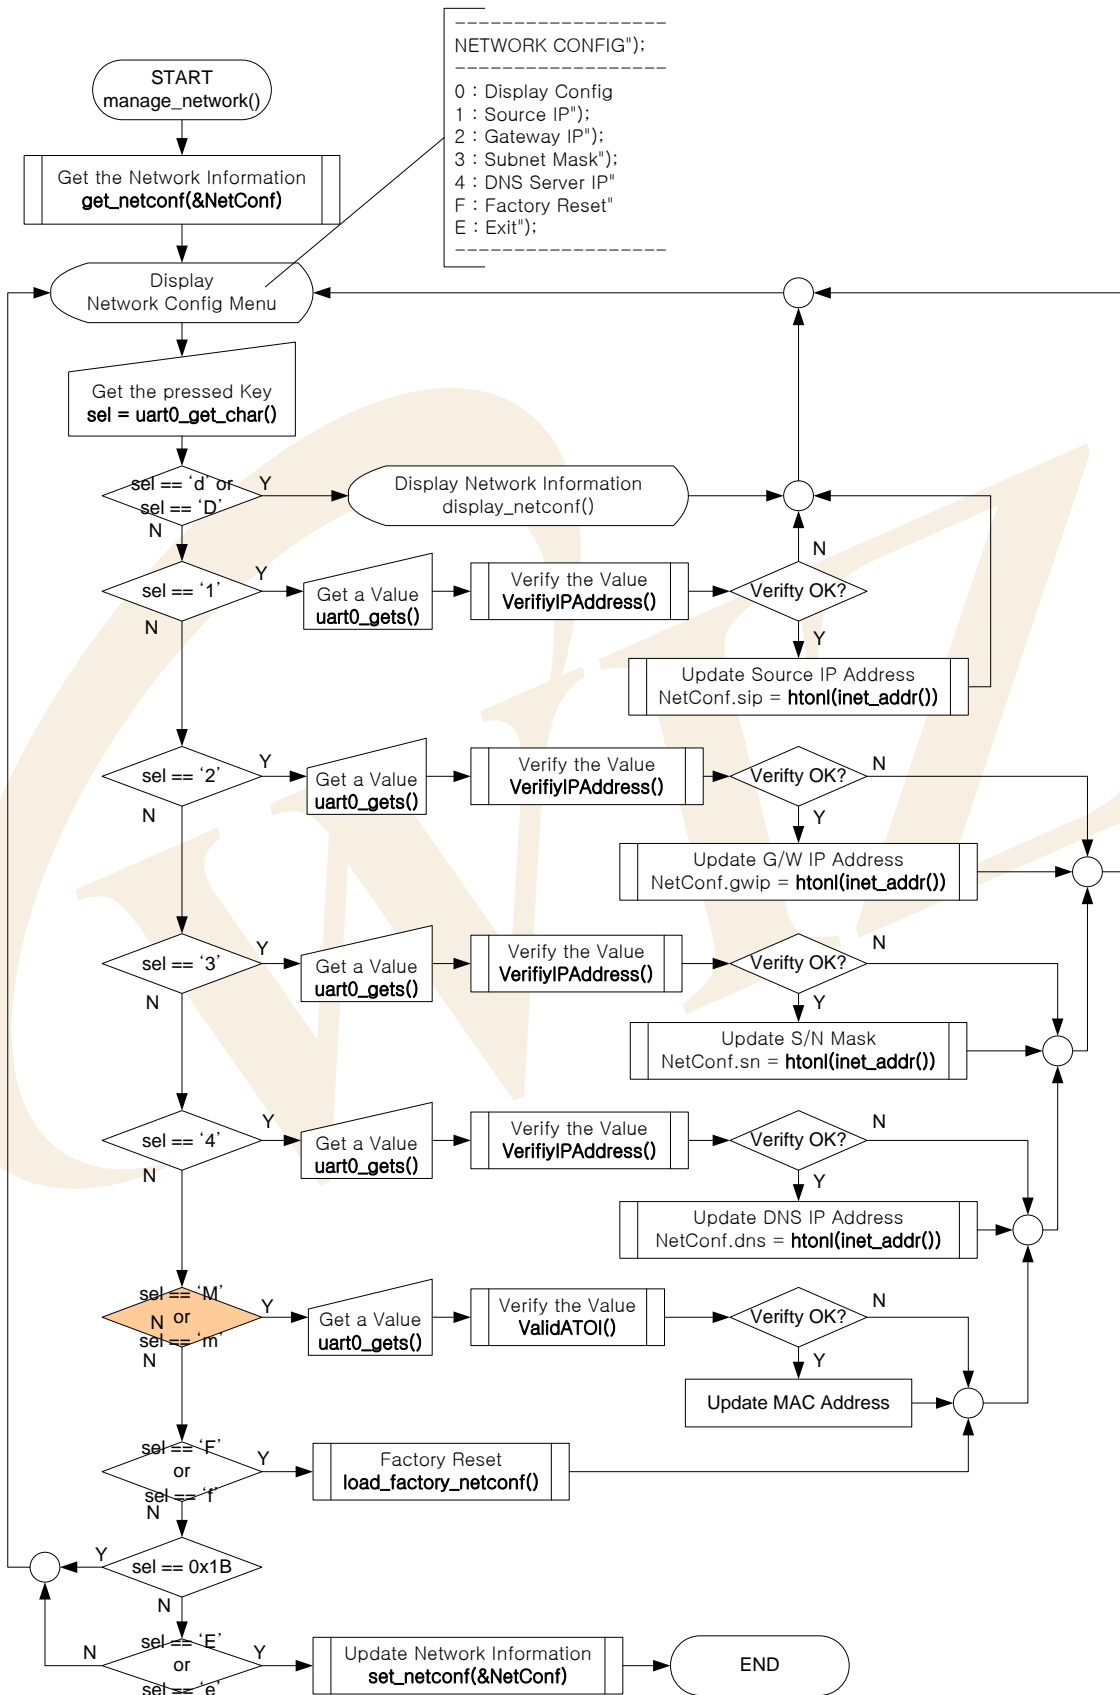 ------------------
NETWORK CONFIG");
------------------
0 : Display Config
1 : Source IP");
2 : Gateway IP");
3 : Subnet Mask");
4 : DNS Server IP"
F : Factory Reset"
E : Exit");
------------------
START
manage_network()
Get the Network Information
get_netconf(&NetConf)
Display
Network Config Menu
Get the pressed Key
sel = uart0_get_char()
sel == ‘d’ or
sel == ‘D’
Y
N
Display Network Information
display_netconf()
sel == ‘1’
Y
N
Get a Value
uart0_gets()
Verify the Value
VerifiyIPAddress()
Verifty OK?
N
Y
Update Source IP Address
NetConf.sip = htonl(inet_addr())
sel == ‘2’
Y
N
Get a Value
uart0_gets()
Verify the Value
VerifiyIPAddress()
Verifty OK?
N
Y
Update G/W IP Address
NetConf.gwip = htonl(inet_addr())
sel == ‘3’
Y
N
Get a Value
uart0_gets()
Verify the Value
VerifiyIPAddress()
Verifty OK?
N
Y
Update S/N Mask
NetConf.sn = htonl(inet_addr())
sel == ‘4’
Y
N
Get a Value
uart0_gets()
Verify the Value
VerifiyIPAddress()
Verifty OK?
N
Y
Update DNS IP Address
NetConf.dns = htonl(inet_addr())
sel == ‘M’
or
N
sel == ‘m’
Y
N
Get a Value
uart0_gets()
Verify the Value
ValidATOI()
Verifty OK?
N
Y
Update MAC Address
sel == ‘F’
or
sel == ‘f’
Y
N
Factory Reset
load_factory_netconf()
sel == 0x1B
Y
N
sel == ‘E’
or
sel == ‘e’
N
Y
Update Network Information
set_netconf(&NetConf)
END
WIZ